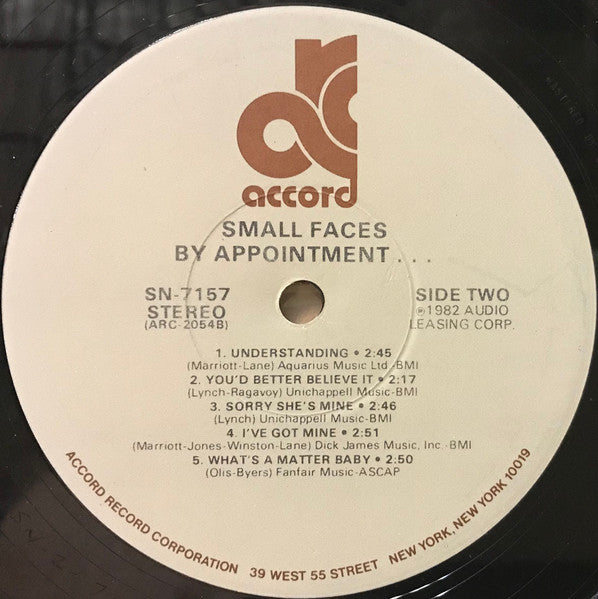 accord
SMALL FACES
BY APPOINTMENT...
SN-7157
STEREO
(ARC-2054B)
SIDE TWO
℗1982 AUDIO
LEASING CORP.
1. UNDERSTANDING • 2:45
(Marriott-Lane) Aquarius Music Ltd.-BMI
2. YOU'D BETTER BELIEVE IT • 2:17
(Lynch-Ragavoy) Unichappell Music-BMI
3. SORRY SHE'S MINE • 2:46
(Lynch) Unichappell Music-BMI
4. I'VE GOT MINE • 2:51
(Marriott-Jones-Winston-Lane) Dick James Music, Inc.-BMI
5. WHAT'S A MATTER BABY • 2:50
(Olis-Byers) Fanfair Music-ASCAP
ACCORD RECORD CORPORATION 39 WEST 55 STREET NEW YORK, NEW YORK 10019